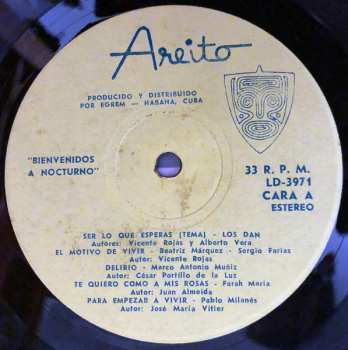 Areito
PRODUCIDO Y DISTRIBUIDO
POR EGREM — HABANA, CUBA
"BIENVENIDOS
A NOCTURNO"
33 R. P. M.
LD-3971
CARA A
ESTEREO
SER LO QUE ESPERAS (TEMA) - LOS DAN
Autores: Vicente Rojas y Alberto Vera
EL MOTIVO DE VIVIR - Beatriz Márquez - Sergio Farías
Autor: Vicente Rojas
DELIRIO - Marco Antonio Muñiz
Autor: César Portillo de la Luz
TE QUIERO COMO A MIS ROSAS - Farah María
Autor: Juan Almeida
PARA EMPEZAR A VIVIR - Pablo Milanés
Autor: José María Vitier